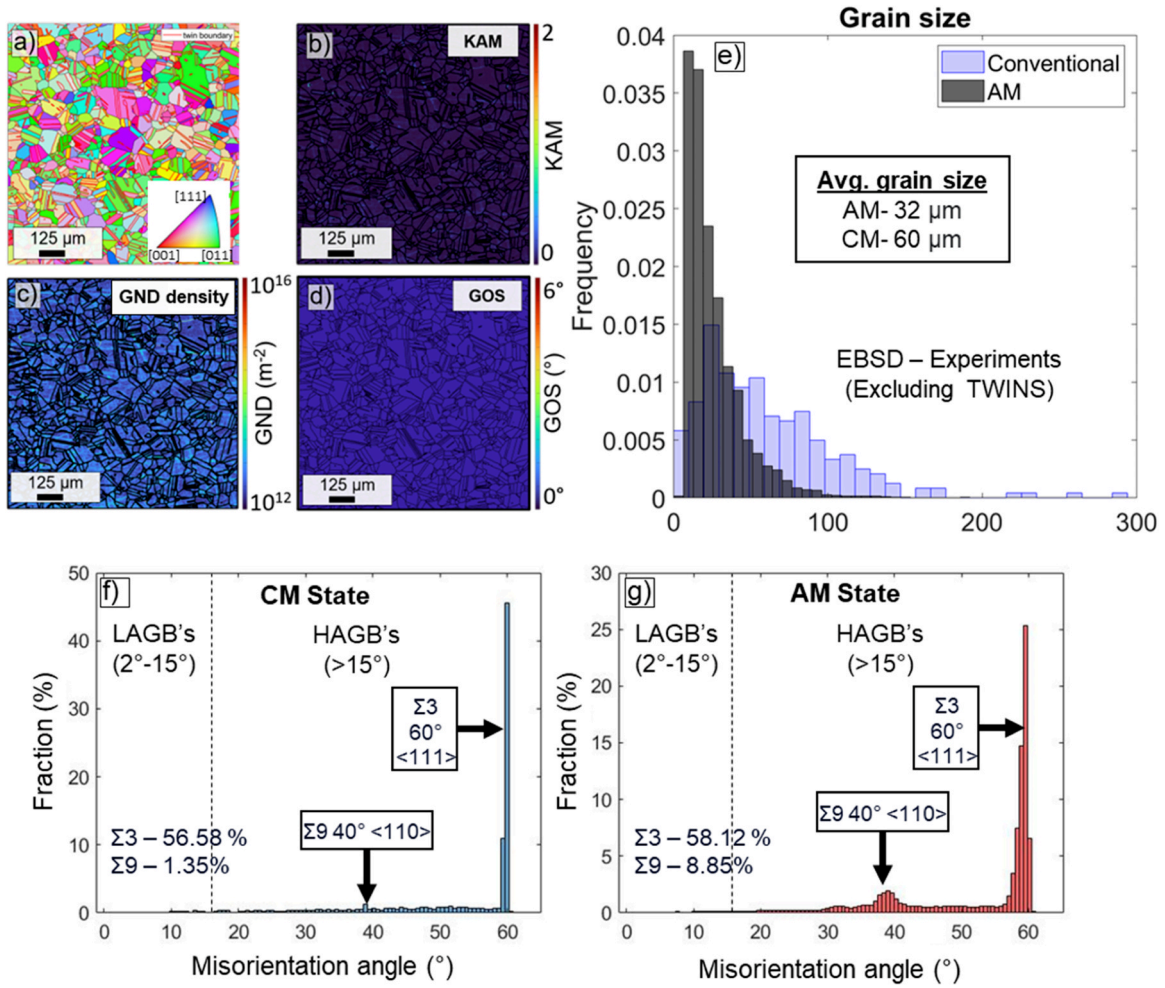 a)
twin boundary
[111]
[001]
[011]
125 µm
b)
KAM
2
KAM
0
125 µm
c)
GND density
10^16
GND (m^-2)
10^12
125 µm
d)
GOS
6°
GOS (°)
0°
125 µm
Grain size
e)
Conventional
AM
Avg. grain size
AM- 32 µm
CM- 60 µm
EBSD – Experiments
(Excluding TWINS)
Frequency
0.04
0.035
0.03
0.025
0.02
0.015
0.01
0.005
0
0 100 200 300
f)
CM State
LAGB's
(2°-15°)
HAGB's
(>15°)
Σ3
60°
<111>
Σ9 40° <110>
Σ3 – 56.58 %
Σ9 – 1.35%
Fraction (%)
50
40
30
20
10
0
0 10 20 30 40 50 60
Misorientation angle (°)
g)
AM State
LAGB's
(2°-15°)
HAGB's
(>15°)
Σ3
60°
<111>
Σ9 40° <110>
Σ3 – 58.12 %
Σ9 – 8.85%
Fraction (%)
30
25
20
15
10
5
0
0 10 20 30 40 50 60
Misorientation angle (°)